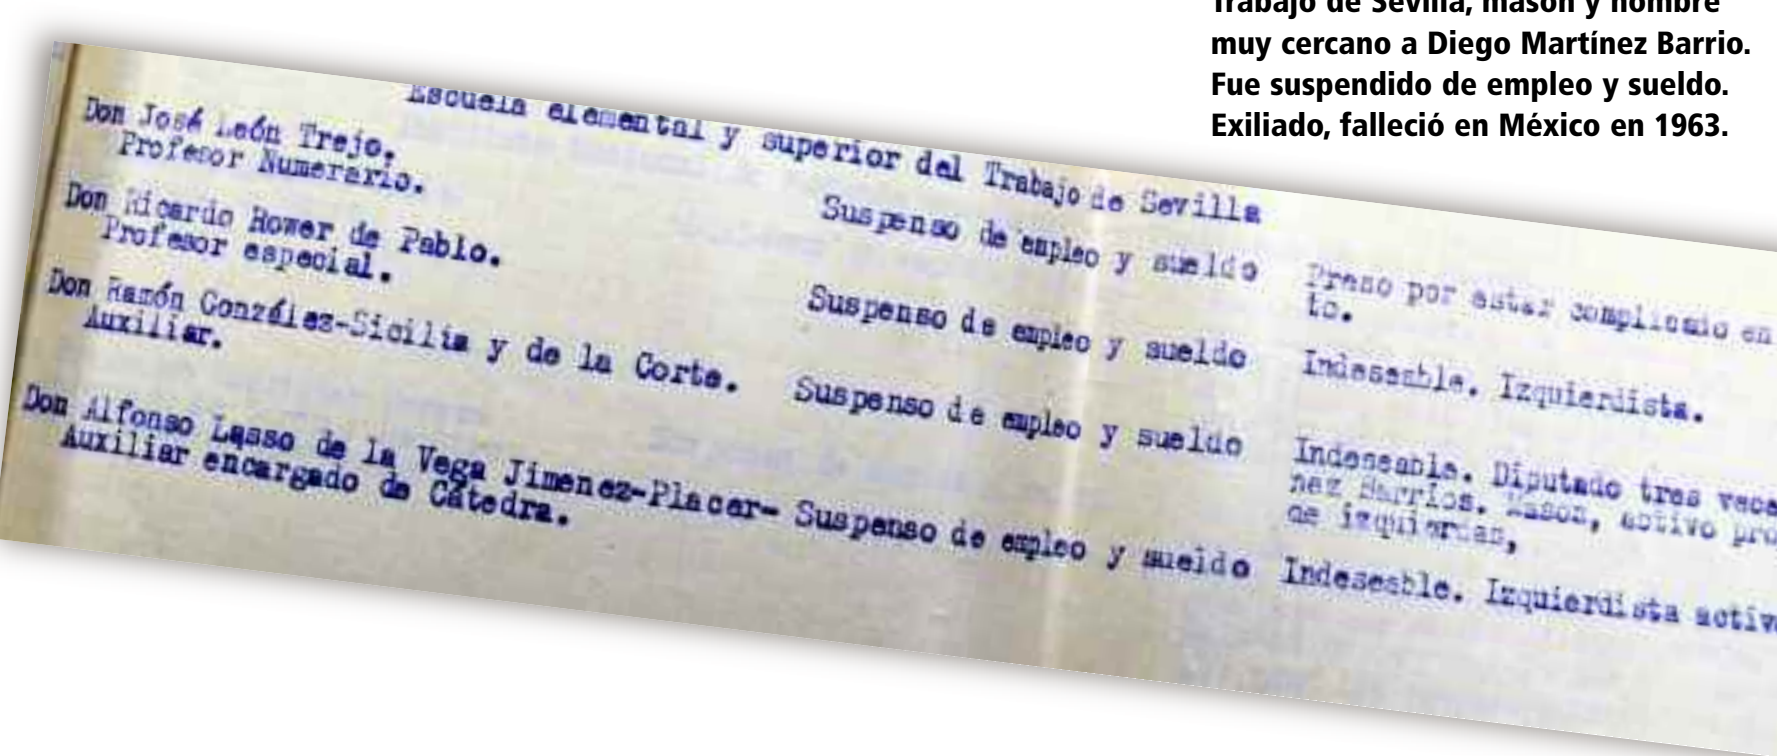 Trabajo de Sevilla, masón y hombre
muy cercano a Diego Martínez Barrio.
Fue suspendido de empleo y sueldo.
Exiliado, falleció en México en 1963.
Escuela elemental y superior del Trabajo de Sevilla
Don José León Trejo.
Profesor Numerario.
Suspenso de empleo y sueldo
Preso por estar complicado en
to.
Don Ricardo Rower de Pablo.
Profesor especial.
Suspenso de empleo y sueldo
Indeseable. Izquierdista.
Don Ramón González-Sicilia y de la Corte.
Auxiliar.
Suspenso de empleo y sueldo
Indeseable. Diputado tres vece
nez Barrios. Mason, activo pro
de izquierdas,
Don Alfonso Lasso de la Vega Jimenez-Placer-
Auxiliar encargado de Cátedra.
Suspenso de empleo y sueldo
Indeseable. Izquierdista activ